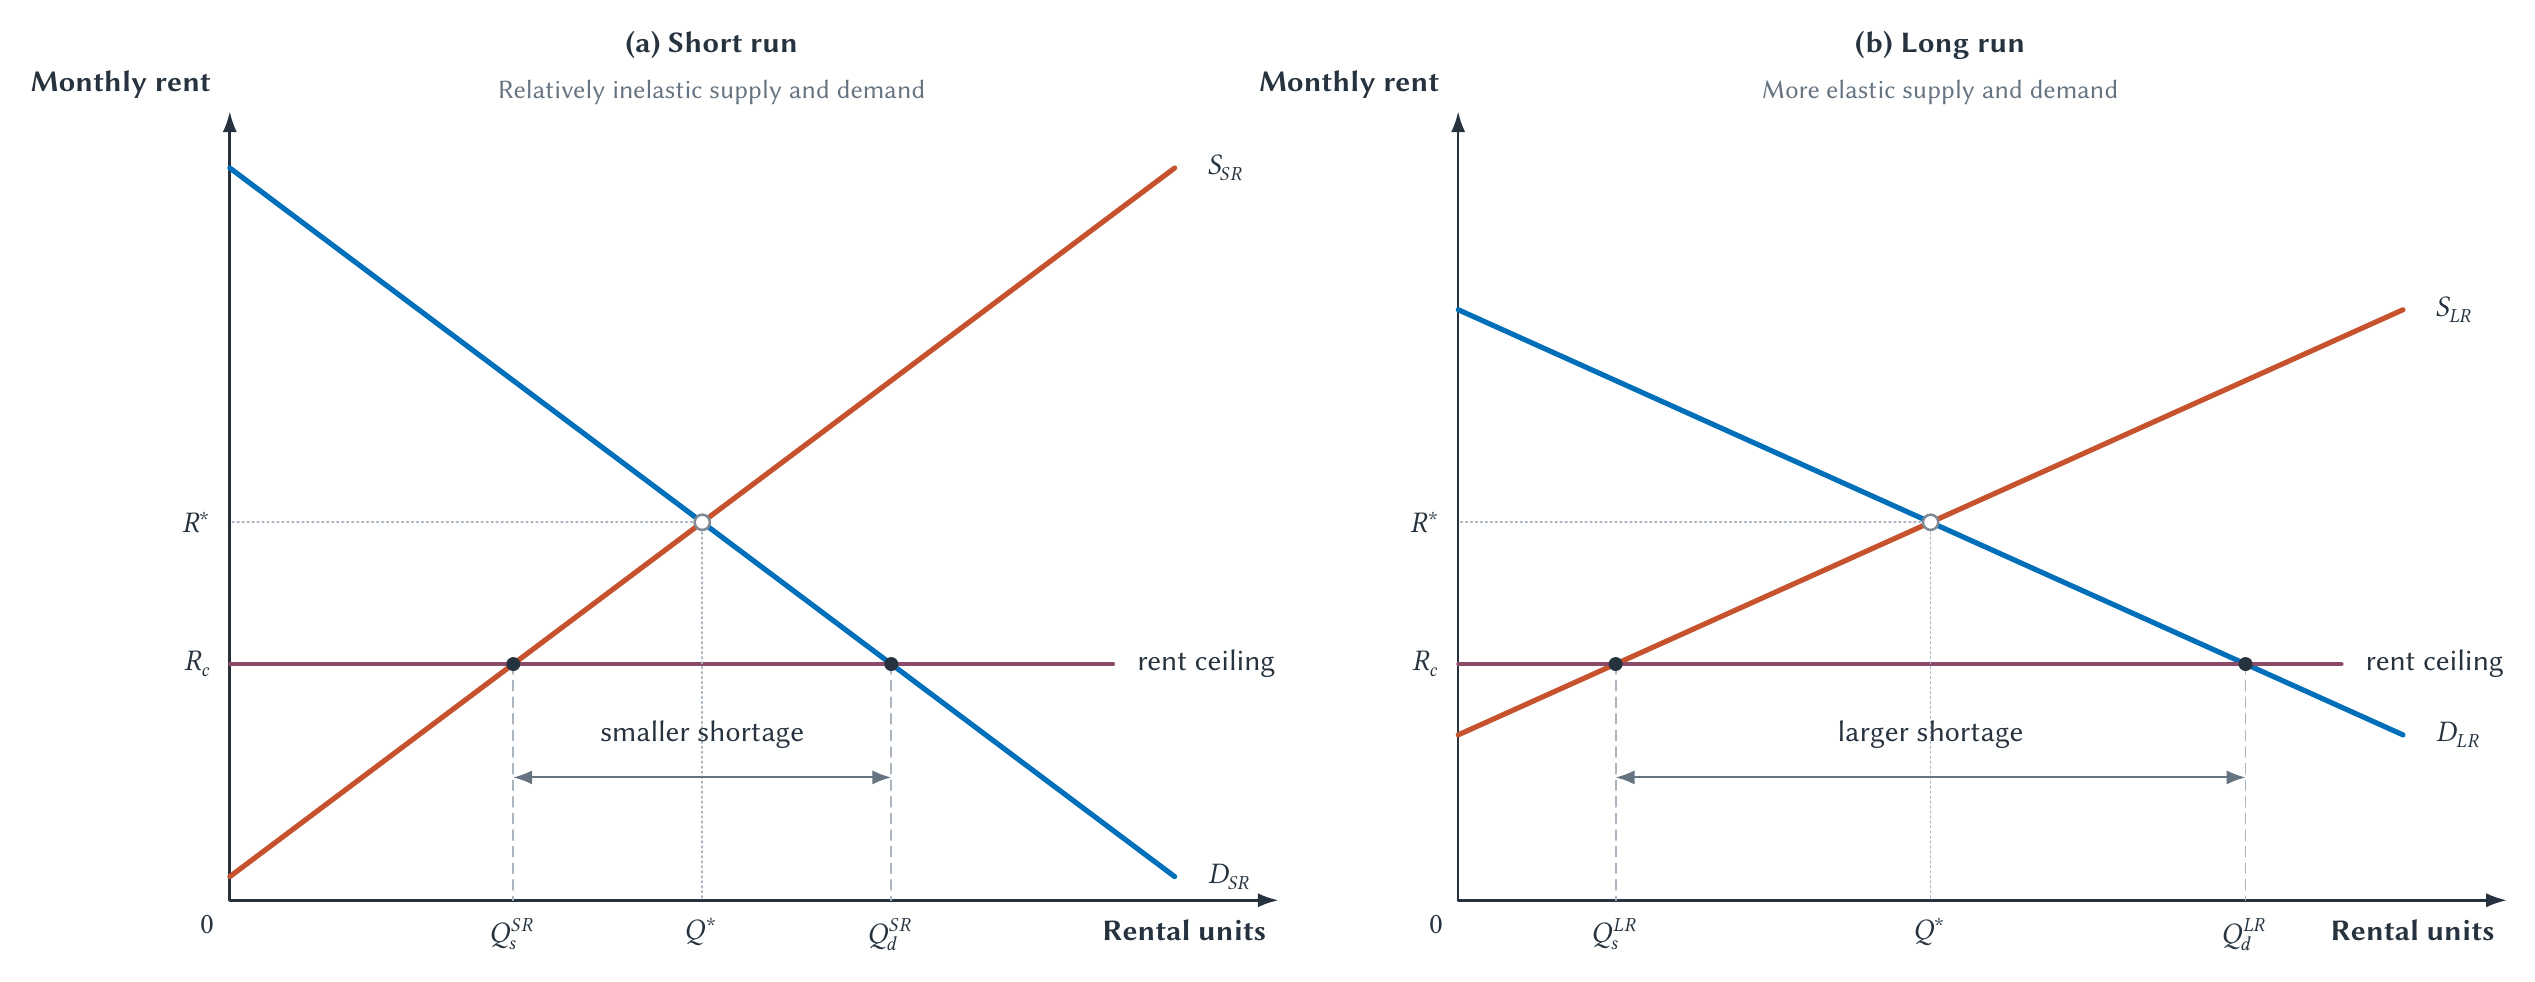 (a) Short run
Relatively inelastic supply and demand
Monthly rent
S_SR
R*
R_c
rent ceiling
smaller shortage
D_SR
0
Q_s^SR
Q*
Q_d^SR
Rental units
(b) Long run
More elastic supply and demand
Monthly rent
S_LR
R*
R_c
rent ceiling
larger shortage
D_LR
0
Q_s^LR
Q*
Q_d^LR
Rental units